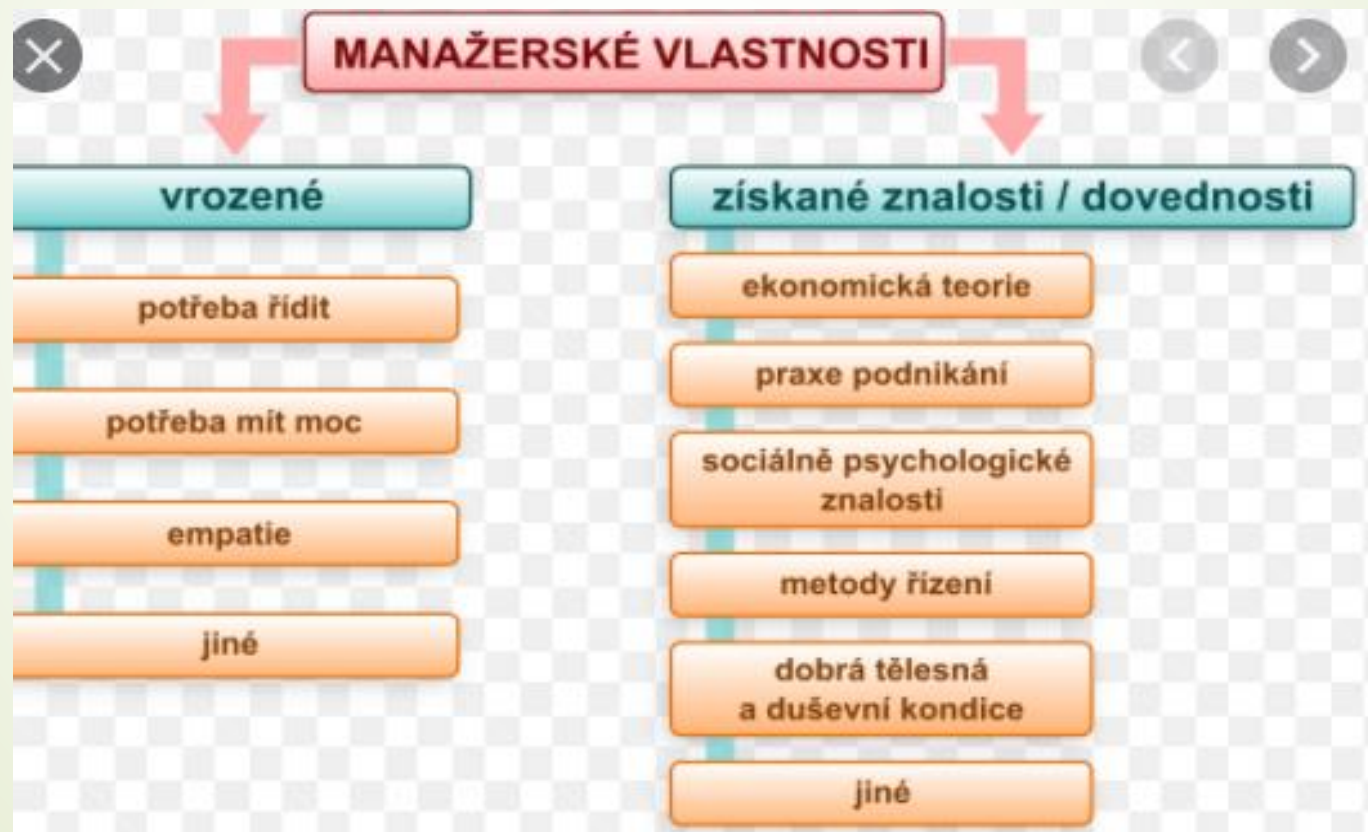 MANAŽERSKÉ VLASTNOSTI
vrozené
potřeba řídit
potřeba mít moc
empatie
jiné
získané znalosti / dovednosti
ekonomická teorie
praxe podnikání
sociálně psychologické
znalosti
metody řízení
dobrá tělesná
a duševní kondice
jiné